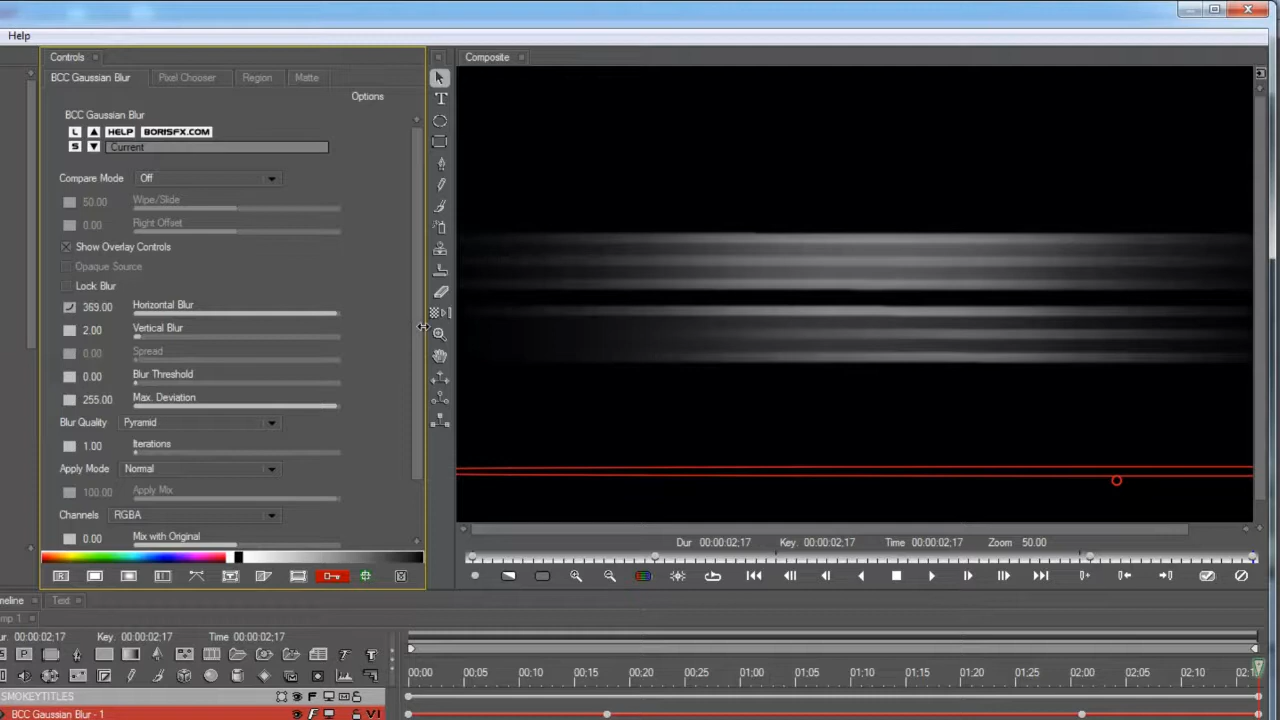 Help
Controls
Composite
BCC Gaussian Blur Pixel Chooser Region Matte
Options
BCC Gaussian Blur
L HELP BORISFX.COM
S Current
Compare Mode Off
50.00 Wipe/Slide
0.00 Right Offset
Show Overlay Controls
Opaque Source
Lock Blur
369.00 Horizontal Blur
2.00 Vertical Blur
0.00 Spread
0.00 Blur Threshold
255.00 Max. Deviation
Blur Quality Pyramid
1.00 Iterations
Apply Mode Normal
100.00 Apply Mix
Channels RGBA
0.00 Mix with Original
Dur 00:00:02;17 Key. 00:00:02;17 Time 00:00:02;17 Zoom 50.00
meline Text
mp 1
ur. 00:00:02;17 Key. 00:00:02;17 Time 00:00:02;17
00:00 00:05 00:10 00:15 00:20 00:25 01:00 01:05 01:10 01:15 01:20 01:25 02:00 02:05 02:10 02:1
SMOKEYTITLES F
BCC Gaussian Blur - 1